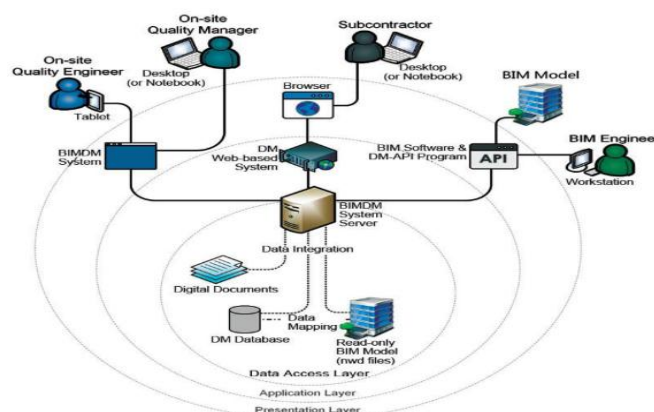 On-site
Quality Manager
Subcontractor
On-site
Quality Engineer
Desktop
(or Notebook)
Desktop
(or Notebook)
Browser
BIM Model
Tablet
BIMDM
System
DM
Web-based
System
BIM Software &
DM-API Program
API
BIM Engineer
Workstation
BIMDM
System
Server
Data Integration
Digital Documents
Data
Mapping
DM Database
Read-only
BIM Model
(nwd files)
Data Access Layer
Application Layer
Presentation Layer